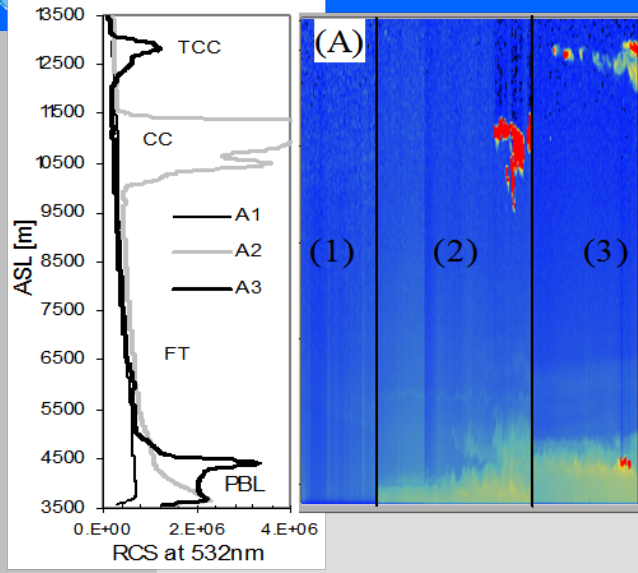 13500
TCC
11500
CC
10500
9500
A1
8500
A2
7500
A3
6500
FT
5500
4500
PBL
3500
ASL [m]
0.E+00
2.E+06
4.E+06
RCS at 532nm
(A)
(1)
(2)
(3)